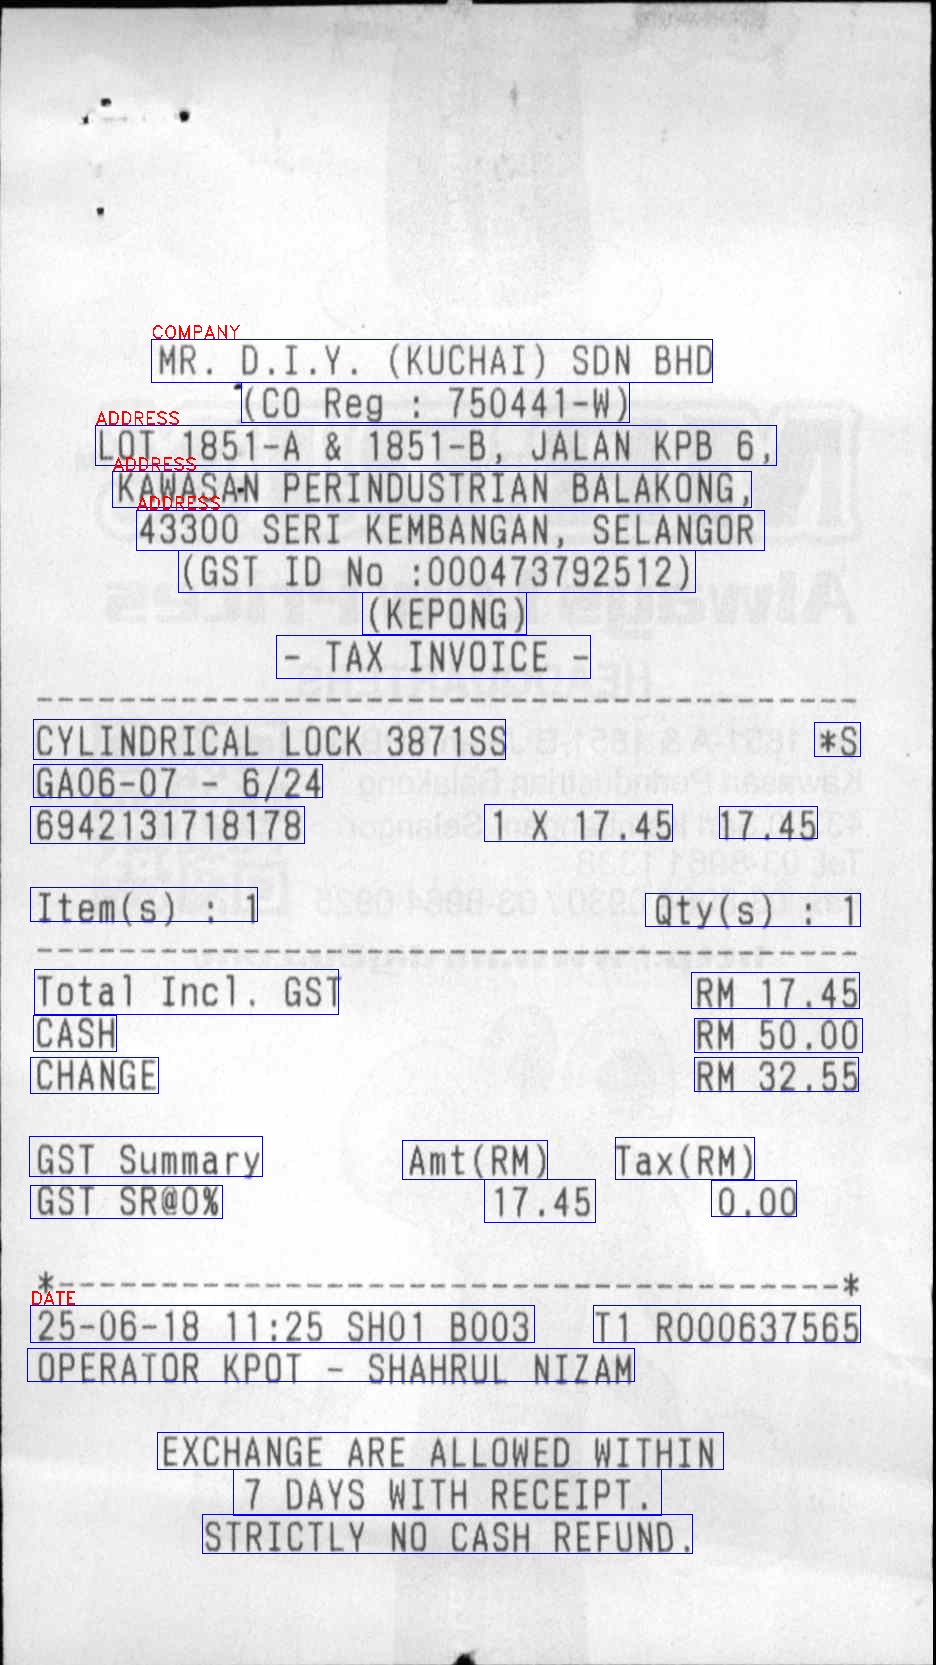 COMPANY
MR. D.I.Y. (KUCHAI) SDN BHD
(CO Reg : 750441-W)
ADDRESS
LOT 1851-A & 1851-B, JALAN KPB 6,
ADDRESS
KAWASAN PERINDUSTRIAN BALAKONG,
ADDRESS
43300 SERI KEMBANGAN, SELANGOR
(GST ID No :000473792512)
(KEPONG)
- TAX INVOICE -
CYLINDRICAL LOCK 3871SS *S
GA06-07 - 6/24
6942131718178 1 X 17.45 17.45
Item(s) : 1 Qty(s) : 1
Total Incl. GST RM 17.45
CASH RM 50.00
CHANGE RM 32.55
GST Summary Amt(RM) Tax(RM)
GST SR@0% 17.45 0.00
*--------------------------------------*
DATE
25-06-18 11:25 SH01 B003 T1 R000637565
OPERATOR KPOT - SHAHRUL NIZAM
EXCHANGE ARE ALLOWED WITHIN
7 DAYS WITH RECEIPT.
STRICTLY NO CASH REFUND.